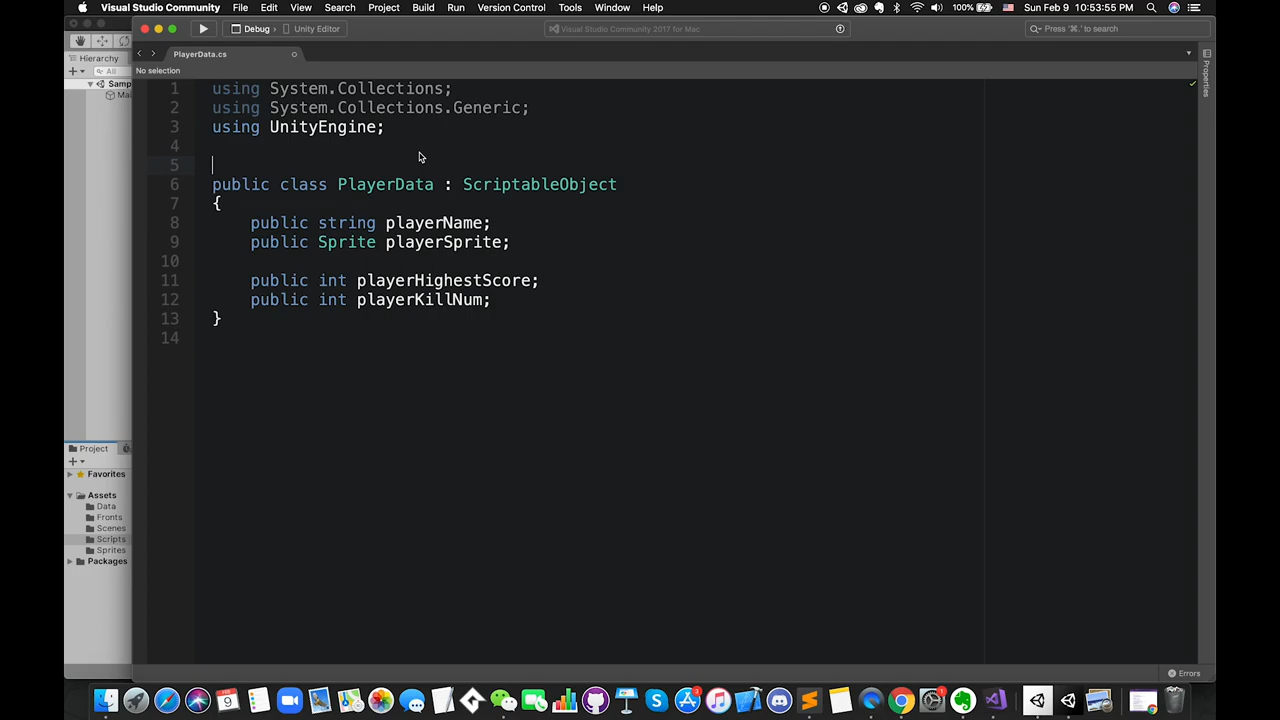 Visual Studio Community File Edit View Search Project Build Run Version Control Tools Window Help 100% Sun Feb 9 10:53:55 AM
Debug Unity Editor Visual Studio Community 2017 for Mac Press '⌘.' to search
PlayerData.cs
No selection
Hierarchy
All
Samp
Mai
1 using System.Collections;
2 using System.Collections.Generic;
3 using UnityEngine;
4
5
6 public class PlayerData : ScriptableObject
7 {
8 public string playerName;
9 public Sprite playerSprite;
10
11 public int playerHighestScore;
12 public int playerKillNum;
13 }
14
Properties
Project
Favorites
Assets
Data
Fronts
Scenes
Scripts
Sprites
Packages
Errors